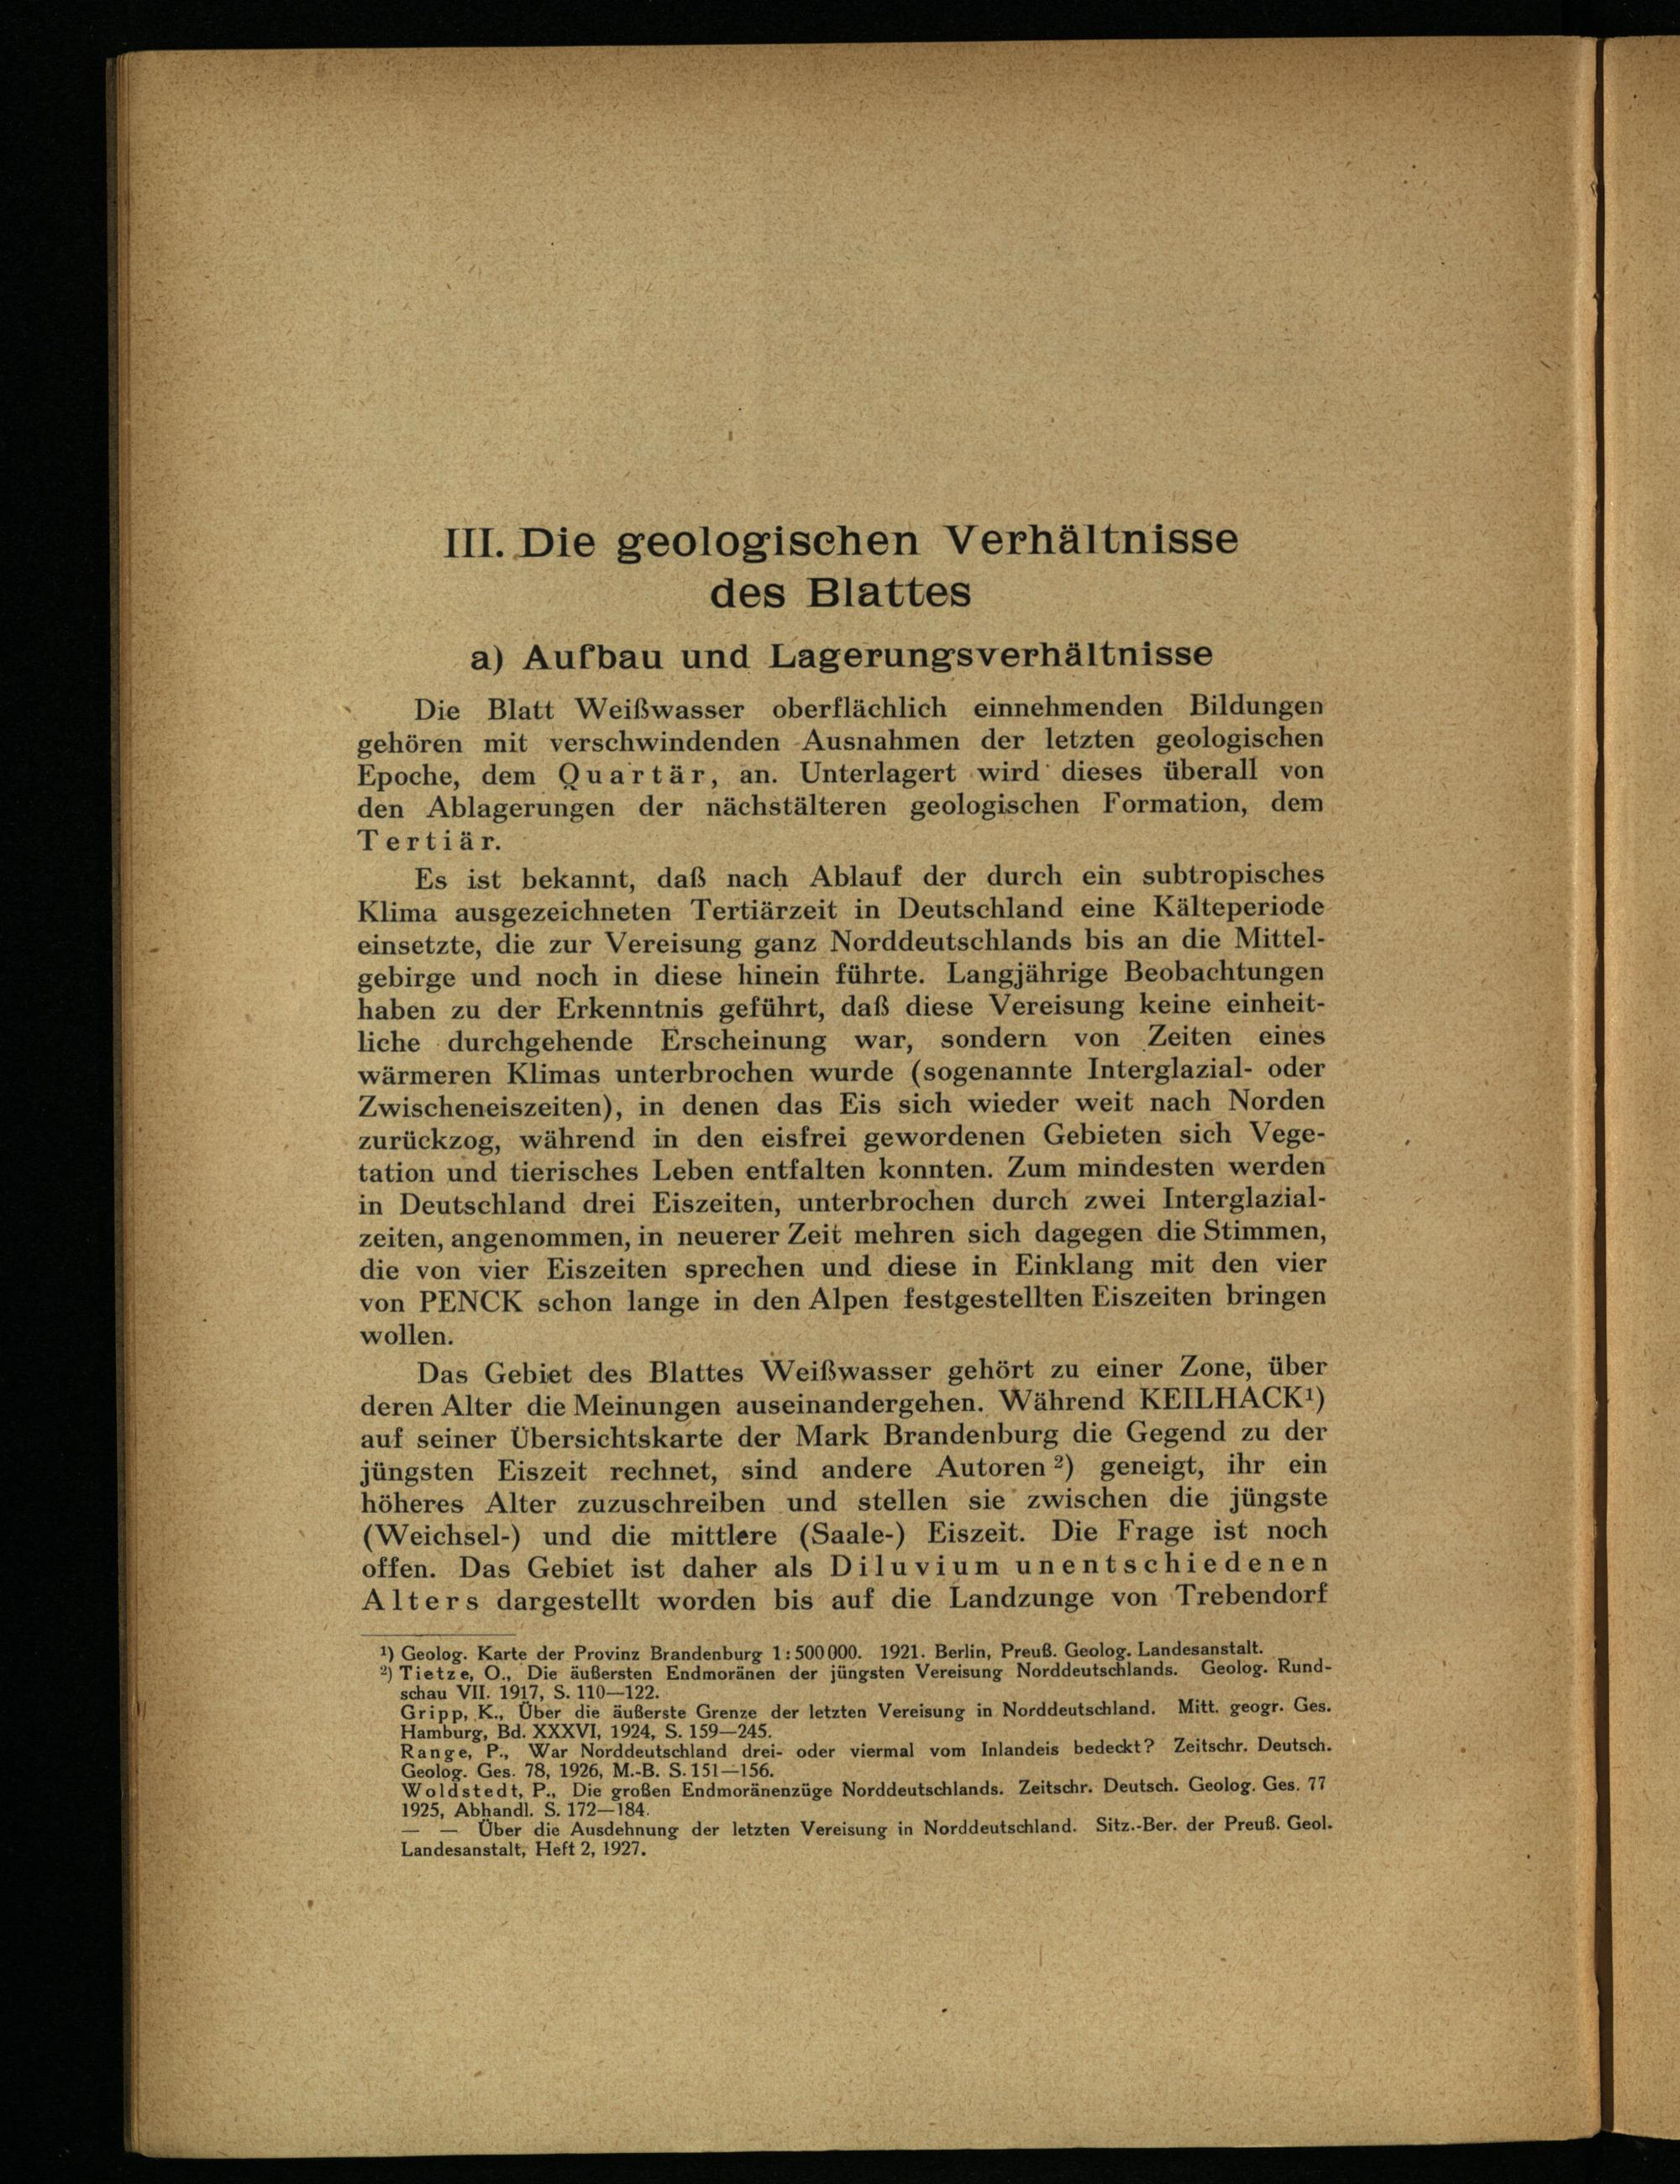 III. Die geologischen Verhältnisse
des Blattes
a) Aufbau und Lagerungsverhältnisse
Die Blatt Weißwasser oberflächlich einnehmenden Bildungen
gehören mit verschwindenden Ausnahmen der letzten geologischen
Epoche, dem Quartär, an. Unterlagert wird dieses überall von
den Ablagerungen der nächstälteren geologischen Formation, dem
Tertiär.
Es ist bekannt, daß nach Ablauf der durch ein subtropisches
Klima ausgezeichneten Tertiärzeit in Deutschland eine Kälteperiode
einsetzte, die zur Vereisung ganz Norddeutschlands bis an die Mittel-
gebirge und noch in diese hinein führte. Langjährige Beobachtungen
haben zu der Erkenntnis geführt, daß diese Vereisung keine einheit-
liche durchgehende Erscheinung war, sondern von Zeiten eines
wärmeren Klimas unterbrochen wurde (sogenannte Interglazial- oder
Zwischeneiszeiten), in denen das Eis sich wieder weit nach Norden
zurückzog, während in den eisfrei gewordenen Gebieten sich Vege-
tation und tierisches Leben entfalten konnten. Zum mindesten werden
in Deutschland drei Eiszeiten, unterbrochen durch zwei Interglazial-
zeiten, angenommen, in neuerer Zeit mehren sich dagegen die Stimmen,
die von vier Eiszeiten sprechen und diese in Einklang mit den vier
von PENCK schon lange in den Alpen festgestellten Eiszeiten bringen
wollen.
Das Gebiet des Blattes Weißwasser gehört zu einer Zone, über
deren Alter die Meinungen auseinandergehen. Während KEILHACK¹)
auf seiner Übersichtskarte der Mark Brandenburg die Gegend zu der
jüngsten Eiszeit rechnet, sind andere Autoren ²) geneigt, ihr ein
höheres Alter zuzuschreiben und stellen sie zwischen die jüngste
(Weichsel-) und die mittlere (Saale-) Eiszeit. Die Frage ist noch
offen. Das Gebiet ist daher als Diluvium unentschiedenen
Alters dargestellt worden bis auf die Landzunge von Trebendorf
¹) Geolog. Karte der Provinz Brandenburg 1:500000. 1921. Berlin, Preuß. Geolog. Landesanstalt.
²) Tietze, O., Die äußersten Endmoränen der jüngsten Vereisung Norddeutschlands. Geolog. Rund-
schau VII. 1917, S. 110—122.
Gripp, K., Über die äußerste Grenze der letzten Vereisung in Norddeutschland. Mitt. geogr. Ges.
Hamburg, Bd. XXXVI, 1924, S. 159—245.
Range, P., War Norddeutschland drei- oder viermal vom Inlandeis bedeckt? Zeitschr. Deutsch.
Geolog. Ges. 78, 1926, M.-B. S. 151—156.
Woldstedt, P., Die großen Endmoränenzüge Norddeutschlands. Zeitschr. Deutsch. Geolog. Ges. 77
1925, Abhandl. S. 172—184.
— — Über die Ausdehnung der letzten Vereisung in Norddeutschland. Sitz.-Ber. der Preuß. Geol.
Landesanstalt, Heft 2, 1927.